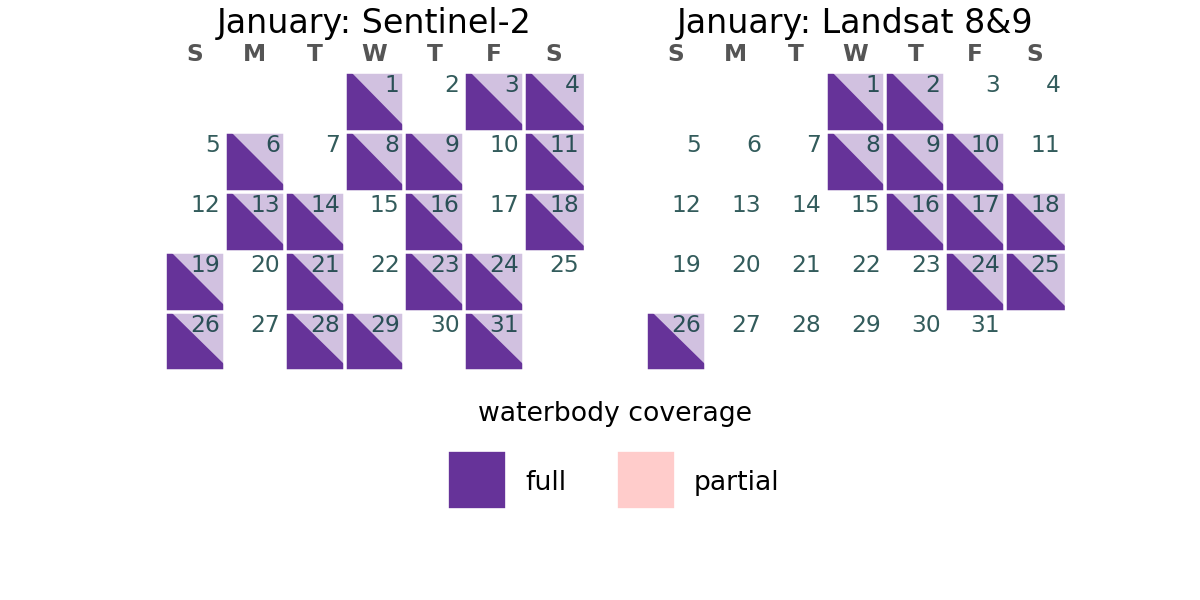 January: Sentinel-2
S M T W T F S
1 2 3 4
5 6 7 8 9 10 11
12 13 14 15 16 17 18
19 20 21 22 23 24 25
26 27 28 29 30 31
January: Landsat 8&9
S M T W T F S
1 2 3 4
5 6 7 8 9 10 11
12 13 14 15 16 17 18
19 20 21 22 23 24 25
26 27 28 29 30 31
waterbody coverage
full partial